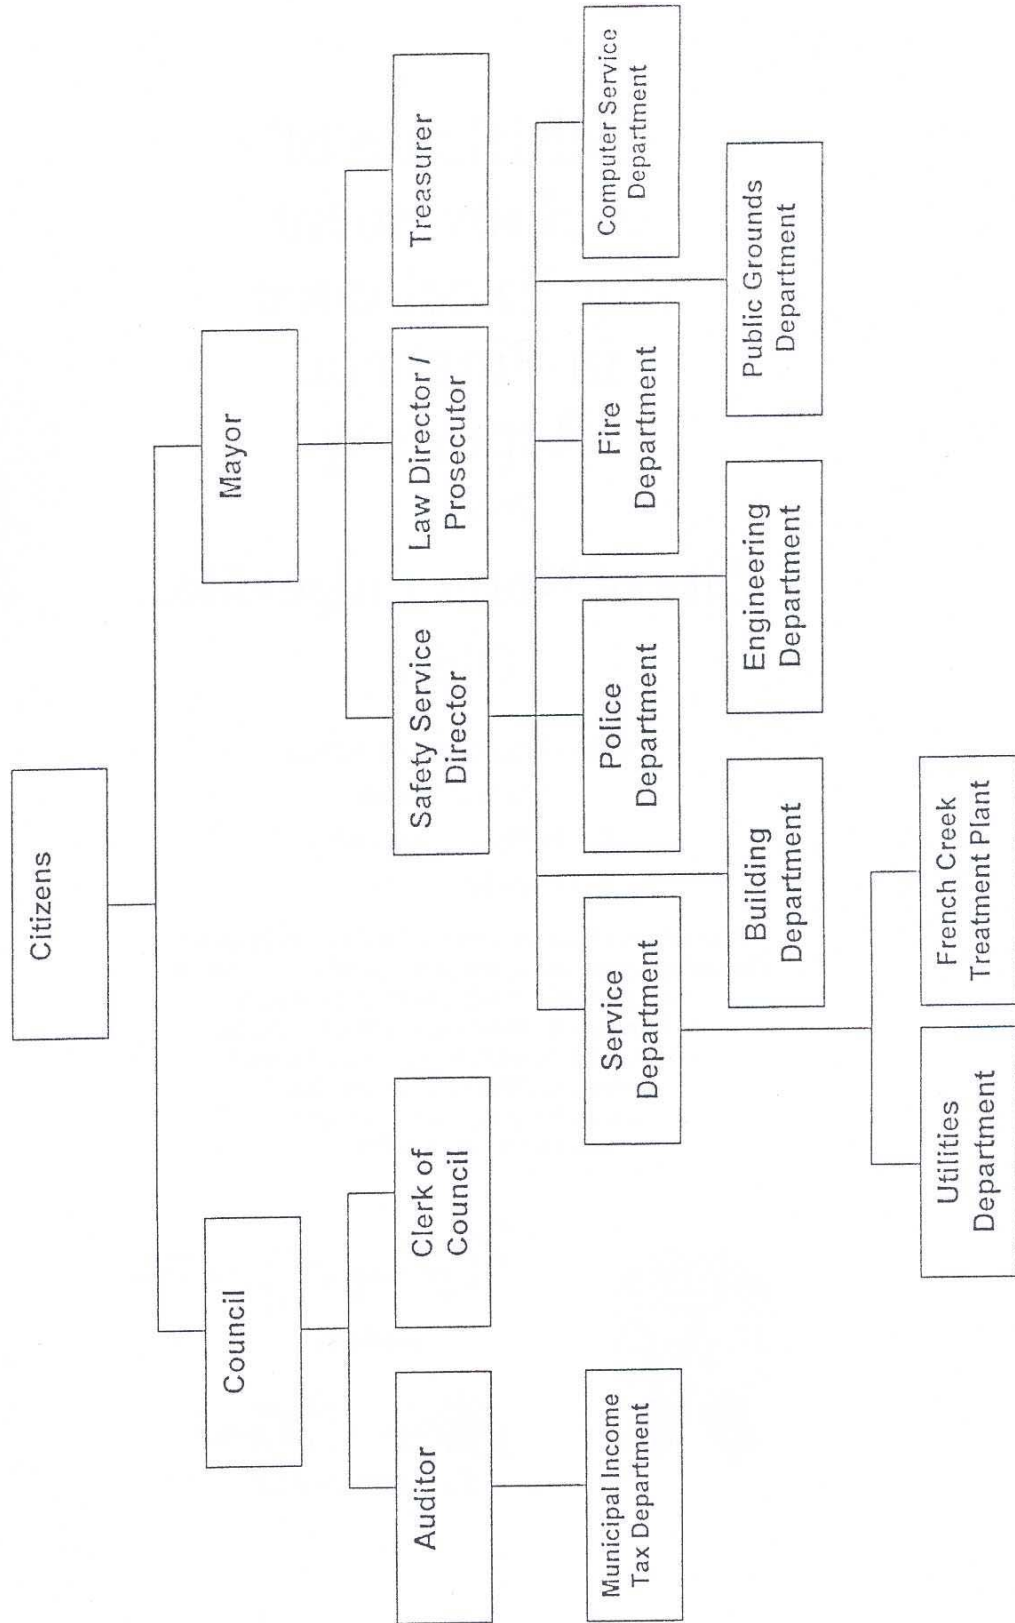 Citizens
Council
Mayor
Auditor
Clerk of
Council
Safety Service
Director
Law Director /
Prosecutor
Treasurer
Municipal Income
Tax Department
Service
Department
Police
Department
Fire
Department
Computer Service
Department
Building
Department
Engineering
Department
Public Grounds
Department
Utilities
Department
French Creek
Treatment Plant